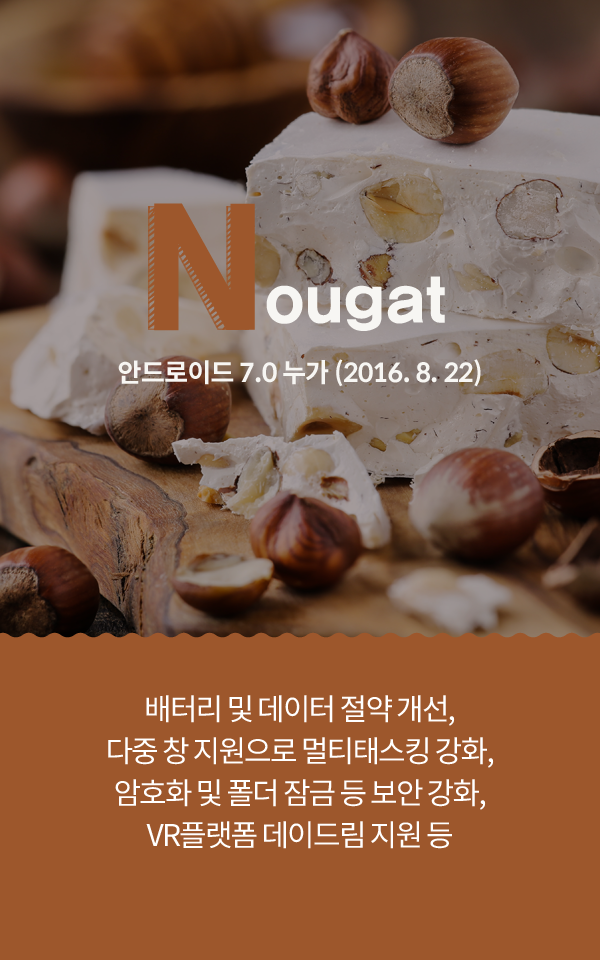 Nougat
안드로이드 7.0 누가 (2016. 8. 22)
배터리 및 데이터 절약 개선,
다중 창 지원으로 멀티태스킹 강화,
암호화 및 폴더 잠금 등 보안 강화,
VR플랫폼 데이드림 지원 등